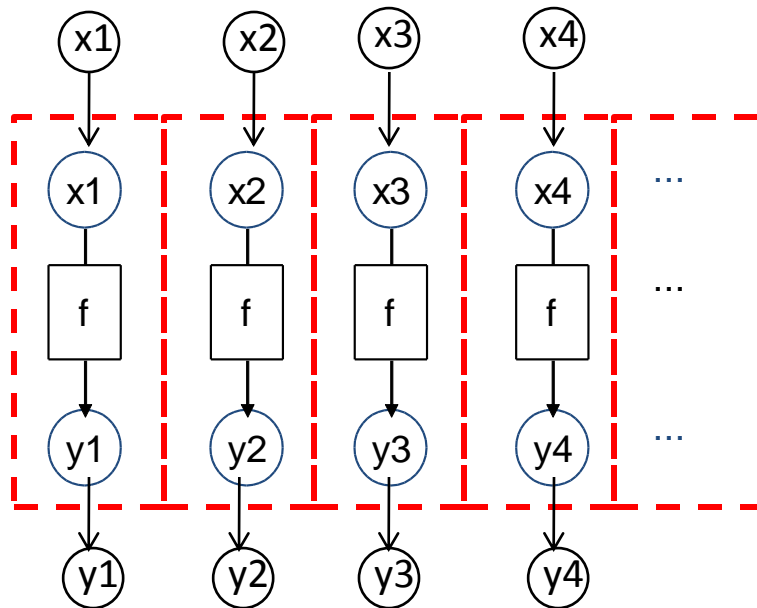 x1 x2 x3 x4
x1 x2 x3 x4 ...
f f f f ...
y1 y2 y3 y4 ...
y1 y2 y3 y4